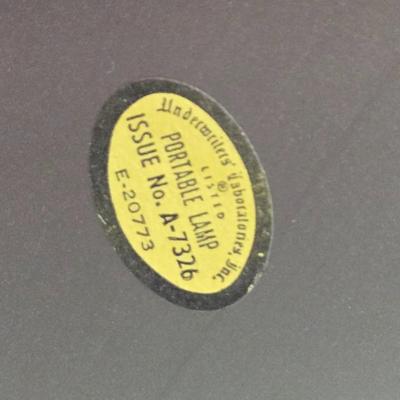 Underwriters' Laboratories, Inc.
®
LISTED
PORTABLE LAMP
ISSUE No. A-7326
E-20773